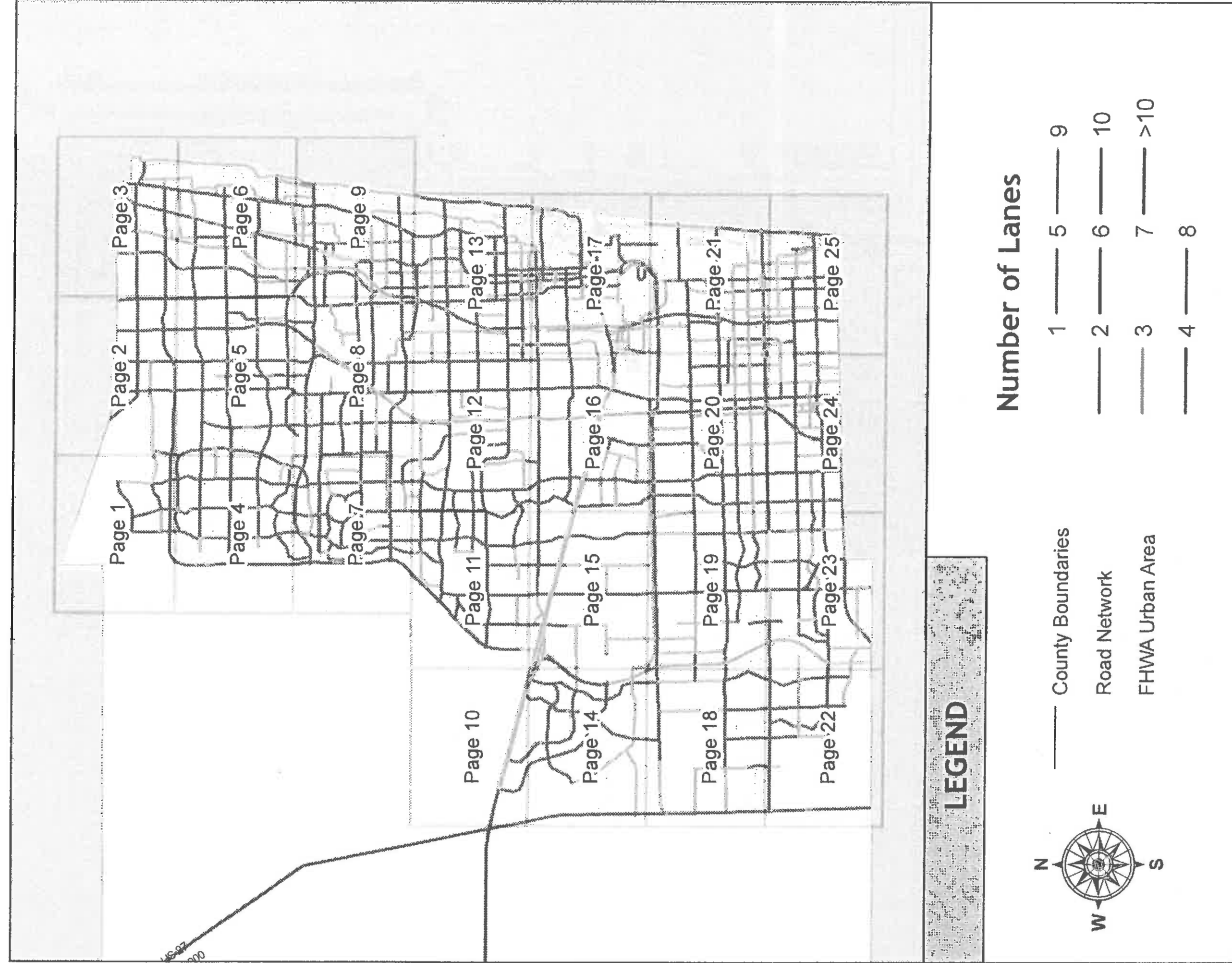 Page 1
Page 2
Page 3
Page 4
Page 5
Page 6
Page 7
Page 8
Page 9
Page 10
Page 11
Page 12
Page 13
Page 14
Page 15
Page 16
Page 17
Page 18
Page 19
Page 20
Page 21
Page 22
Page 23
Page 24
Page 25
LEGEND
N
W
E
S
County Boundaries
Road Network
FHWA Urban Area
Number of Lanes
1
2
3
4
5
6
7
8
9
10
>10